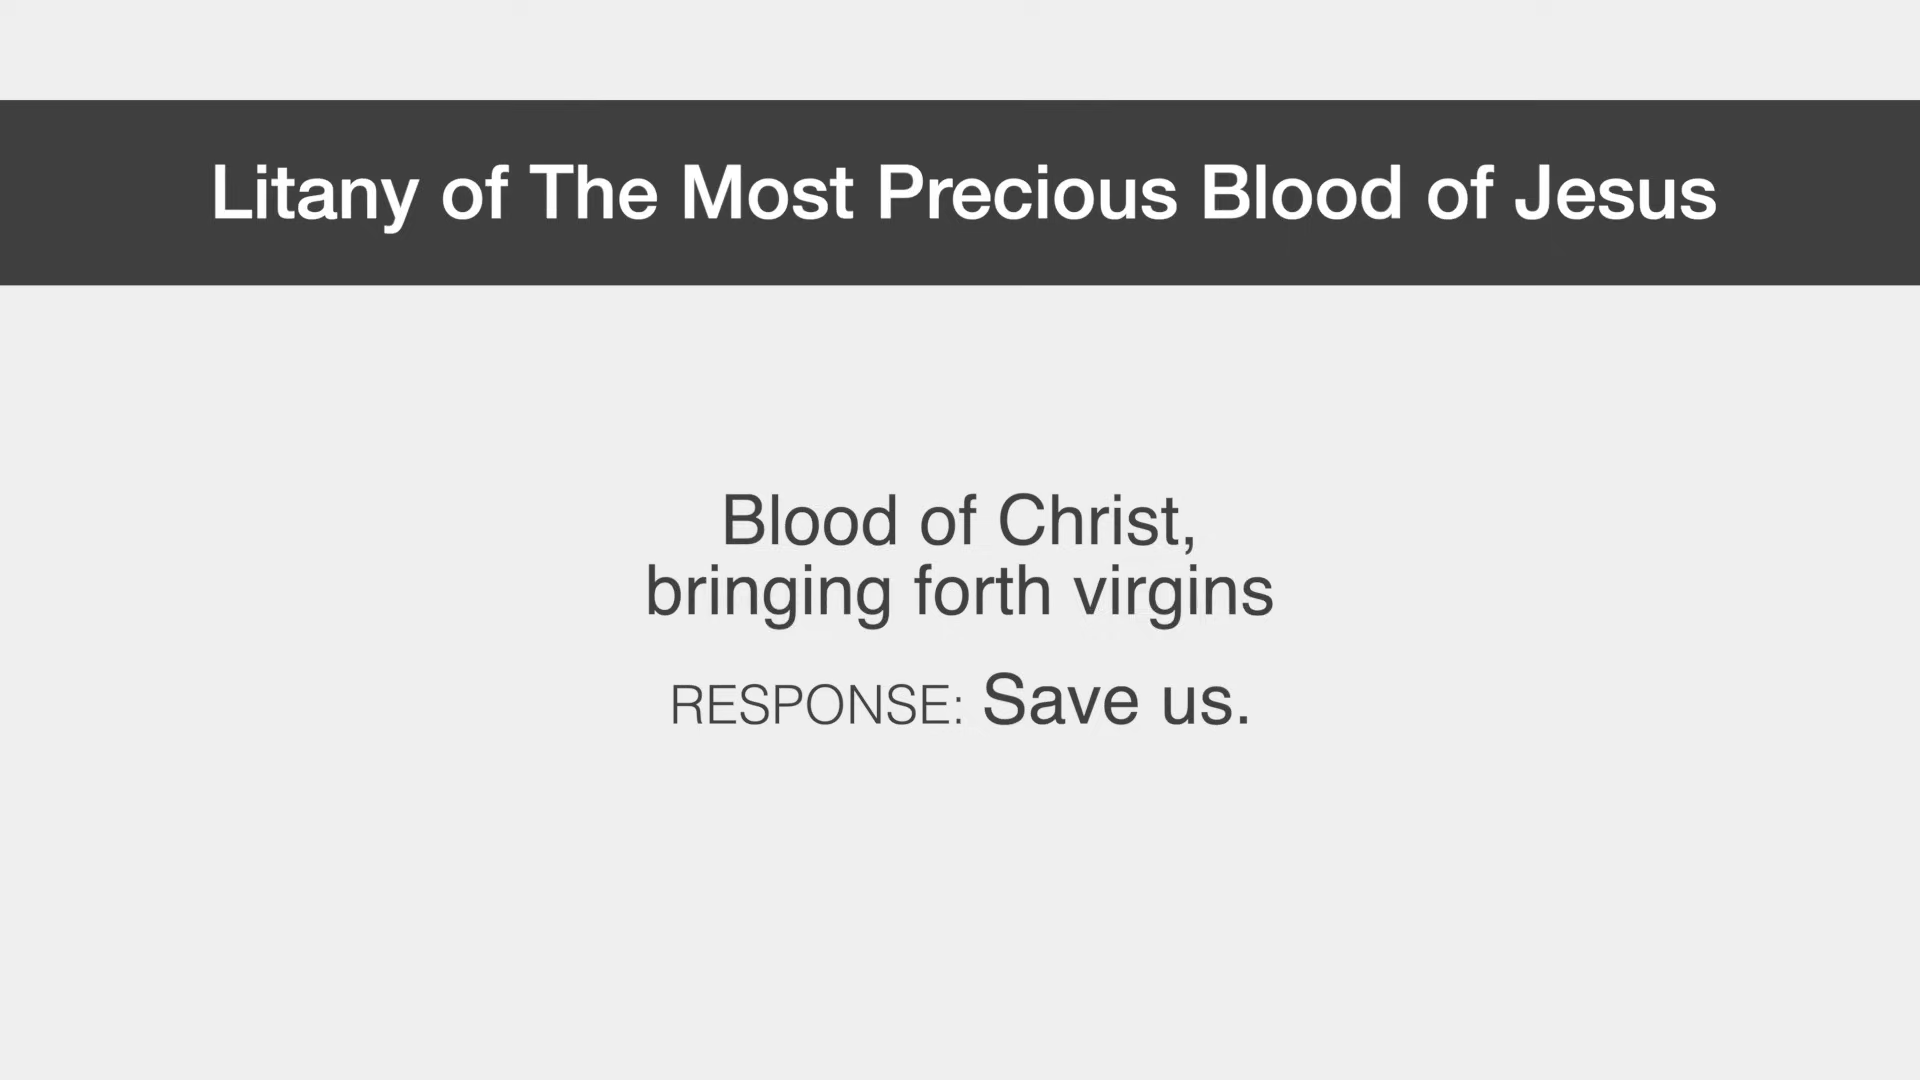 Litany of The Most Precious Blood of Jesus
Blood of Christ,
bringing forth virgins
RESPONSE: Save us.